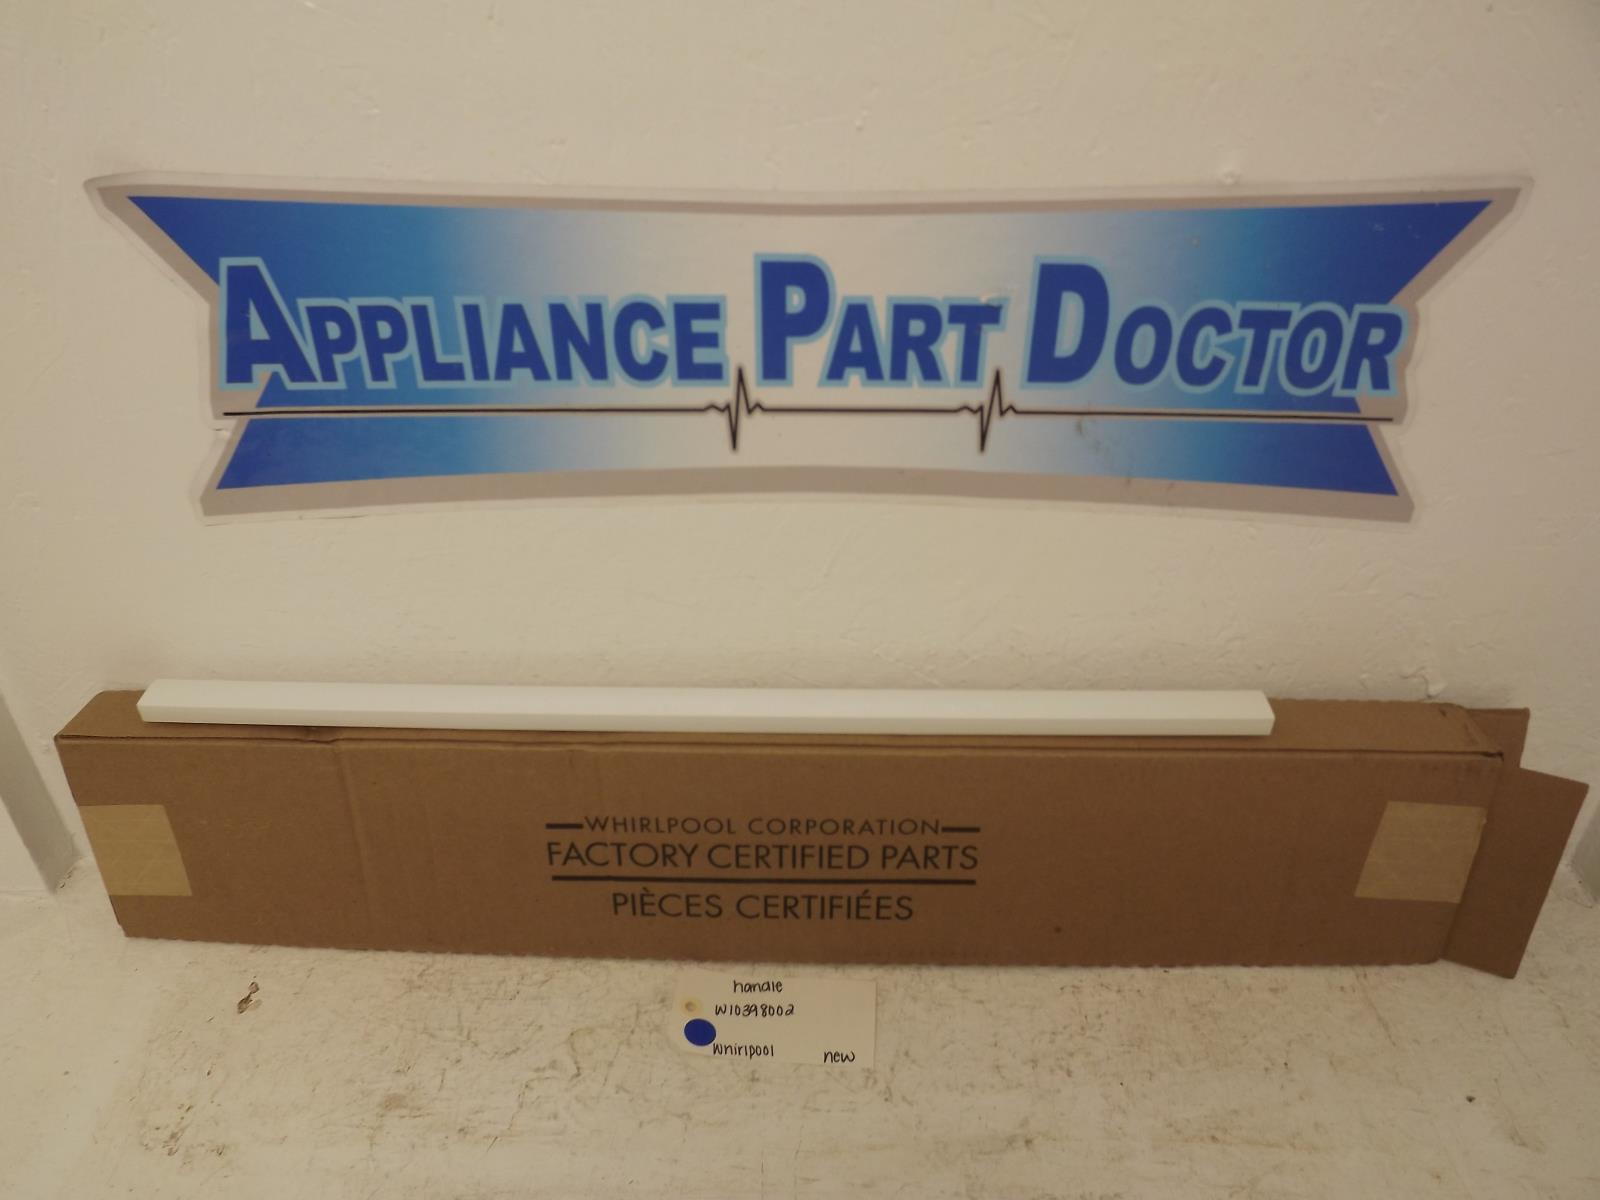 APPLIANCE PART DOCTOR
WHIRLPOOL CORPORATION
FACTORY CERTIFIED PARTS
PIÈCES CERTIFIÉES
handle
W10398002
Whirlpool new